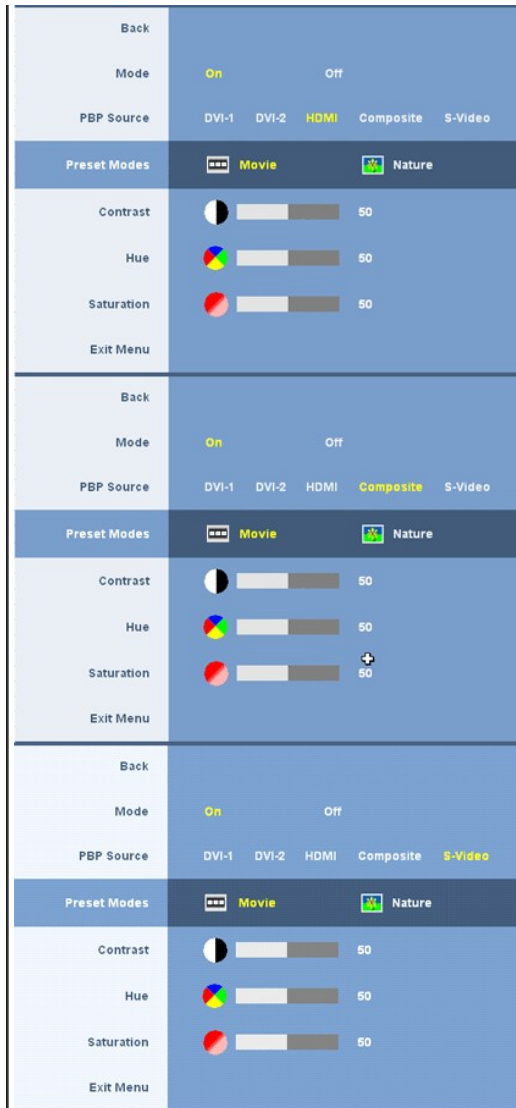 Back
Mode On Off
PBP Source DVI-1 DVI-2 HDMI Composite S-Video
Preset Modes Movie Nature
Contrast 50
Hue 50
Saturation 50
Exit Menu
Back
Mode On Off
PBP Source DVI-1 DVI-2 HDMI Composite S-Video
Preset Modes Movie Nature
Contrast 50
Hue 50
Saturation 50
Exit Menu
Back
Mode On Off
PBP Source DVI-1 DVI-2 HDMI Composite S-Video
Preset Modes Movie Nature
Contrast 50
Hue 50
Saturation 50
Exit Menu